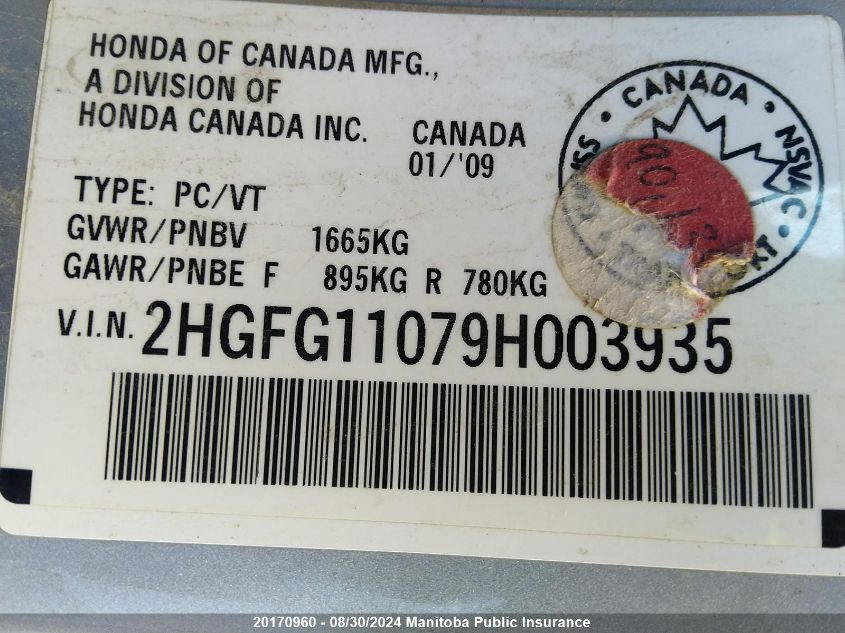 HONDA OF CANADA MFG.,
A DIVISION OF
HONDA CANADA INC. CANADA
01/'09
TYPE: PC/VT
GVWR/PNBV 1665KG
GAWR/PNBE F 895KG R 780KG
V.I.N. 2HGFG11079H003935
• CANADA •
NSVAC •
20170960 - 08/30/2024 Manitoba Public Insurance